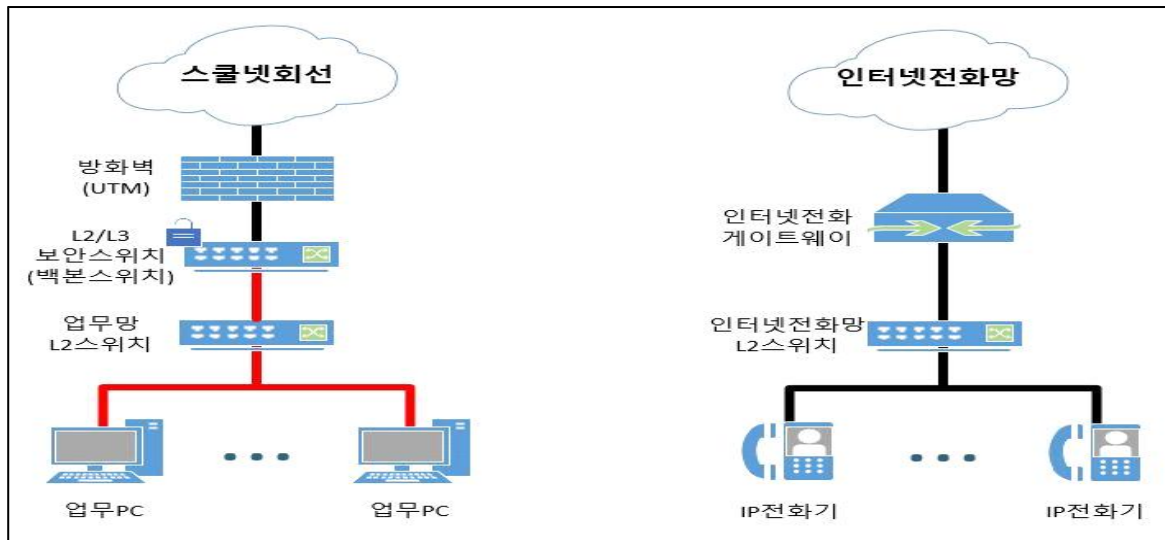 스쿨넷회선
방화벽
(UTM)
L2/L3
보안스위치
(백본스위치)
업무망
L2스위치
업무PC
업무PC
인터넷전화망
인터넷전화
게이트웨이
인터넷전화망
L2스위치
IP전화기
IP전화기